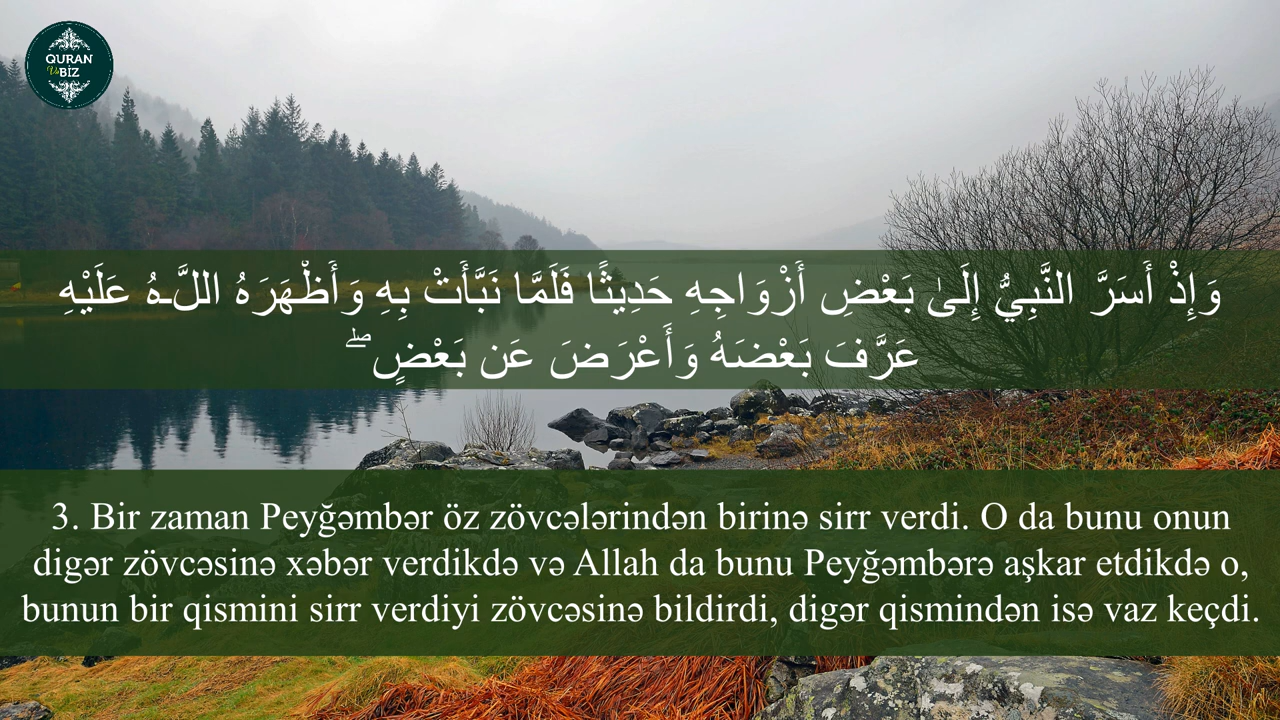 QURAN
Və BİZ
وَإِذْ أَسَرَّ النَّبِيُّ إِلَىٰ بَعْضِ أَزْوَاجِهِ حَدِيثًا فَلَمَّا نَبَّأَتْ بِهِ وَأَظْهَرَهُ اللَّـهُ عَلَيْهِ
عَرَّفَ بَعْضَهُ وَأَعْرَضَ عَن بَعْضٍ ۖ
3. Bir zaman Peyğəmbər öz zövcələrindən birinə sirr verdi. O da bunu onun
digər zövcəsinə xəbər verdikdə və Allah da bunu Peyğəmbərə aşkar etdikdə o,
bunun bir qismini sirr verdiyi zövcəsinə bildirdi, digər qismindən isə vaz keçdi.